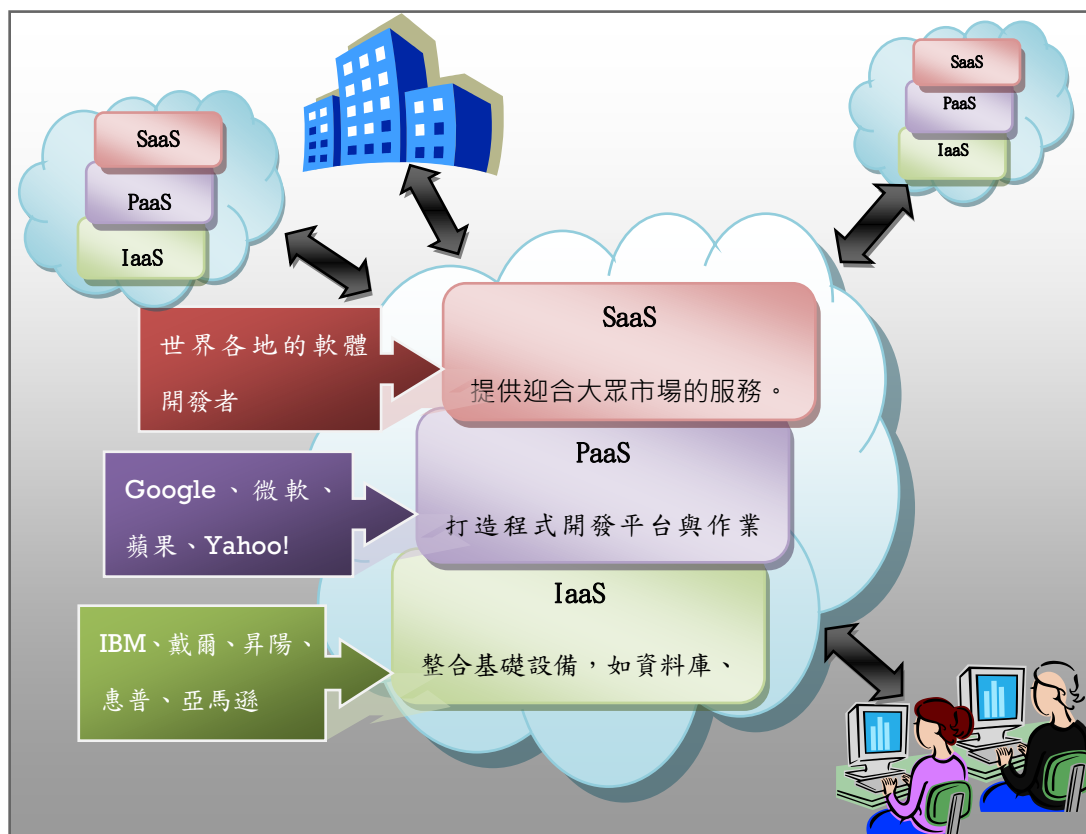 SaaS
PaaS
IaaS
SaaS
PaaS
IaaS
世界各地的軟體
開發者
SaaS
提供迎合大眾市場的服務。
Google、微軟、
蘋果、Yahoo!
PaaS
打造程式開發平台與作業
IBM、戴爾、昇陽、
惠普、亞馬遜
IaaS
整合基礎設備，如資料庫、